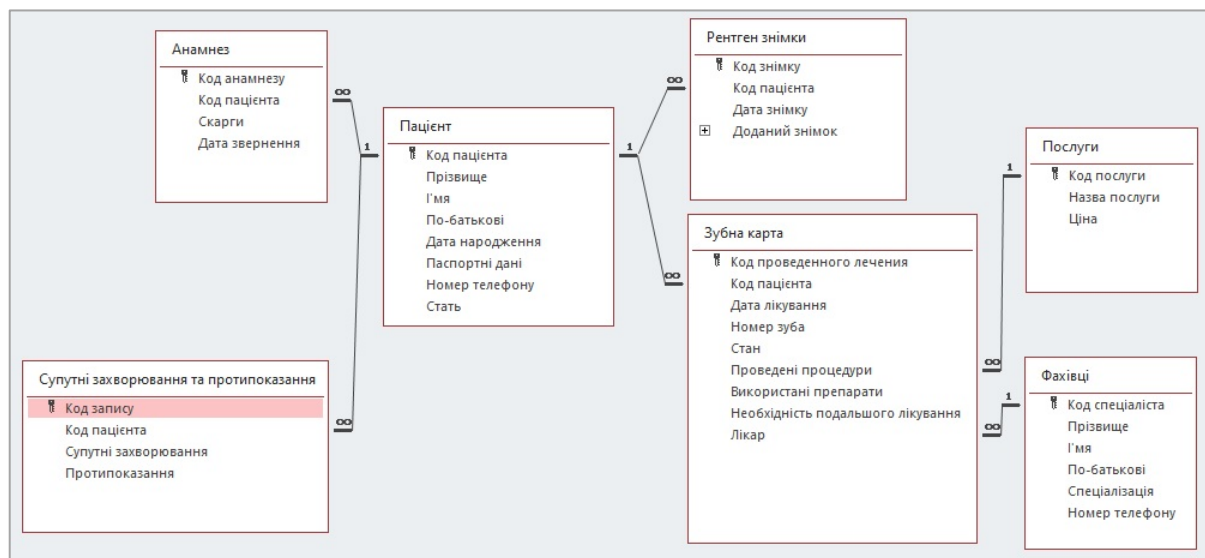 Анамнез
Код анамнезу
Код пацієнта
Скарги
Дата звернення
∞
1
Пацієнт
Код пацієнта
Прізвище
І'мя
По-батькові
Дата народження
Паспортні дані
Номер телефону
Стать
1
Супутні захворювання та протипоказання
Код запису
Код пацієнта
Супутні захворювання
Протипоказання
∞
Рентген знімки
Код знімку
Код пацієнта
Дата знімку
Доданий знімок
∞
Зубна карта
Код проведенного лечения
Код пацієнта
Дата лікування
Номер зуба
Стан
Проведені процедури
Використані препарати
Необхідність подальшого лікування
Лікар
∞
∞
∞
Послуги
Код послуги
Назва послуги
Ціна
1
Фахівці
Код спеціаліста
Прізвище
І'мя
По-батькові
Спеціалізація
Номер телефону
1